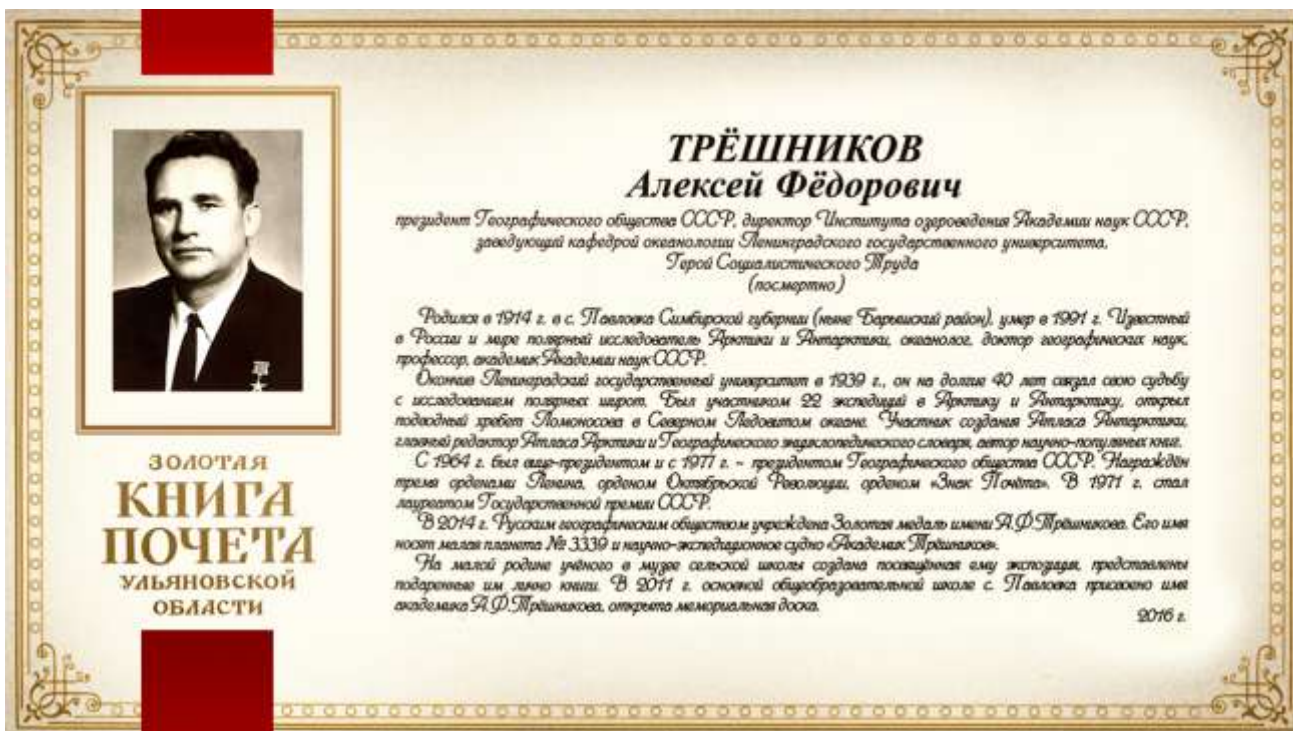 ЗОЛОТАЯ
КНИГА
ПОЧЕТА
УЛЬЯНОВСКОЙ
ОБЛАСТИ
ТРЁШНИКОВ
Алексей Фёдорович
президент Географического общества СССР, директор Института озероведения Академии наук СССР,
заведующий кафедрой океанологии Ленинградского государственного университета,
Герой Социалистического Труда
(посмертно)
Родился в 1914 г. в с. Павловка Симбирской губернии (ныне Барышский район), умер в 1991 г. Известный
в России и мире полярный исследователь Арктики и Антарктики, океанолог, доктор географических наук,
профессор, академик Академии наук СССР.
Окончив Ленинградский государственный университет в 1939 г., он на долгие 40 лет связал свою судьбу
с исследованием полярных широт. Был участником 22 экспедиций в Арктику и Антарктику, открыл
подводный хребет Ломоносова в Северном Ледовитом океане. Участник создания Атласа Антарктики,
главный редактор Атласа Арктики и Географического энциклопедического словаря, автор научно-популяных книг.
С 1964 г. был вице-президентом и с 1977 г. - президентом Географического общества СССР. Награждён
тремя орденами Ленина, орденом Октябрьской Революции, орденом «Знак Почёта». В 1971 г. стал
лауреатом Государственной премии СССР.
В 2014 г. Русским географическим обществом учреждена Золотая медаль имени А.Ф.Трёшникова. Его имя
носят малая планета № 3339 и научно-экспедиционное судно «Академик Трёшников».
На малой родине учёного в музее сельской школы создана посвящённая ему экспозиция, представлены
подаренные им лично книги. В 2011 г. основной общеобразовательной школе с. Павловка присвоено имя
академика А.Ф.Трёшникова, открыта мемориальная доска.
2016 г.